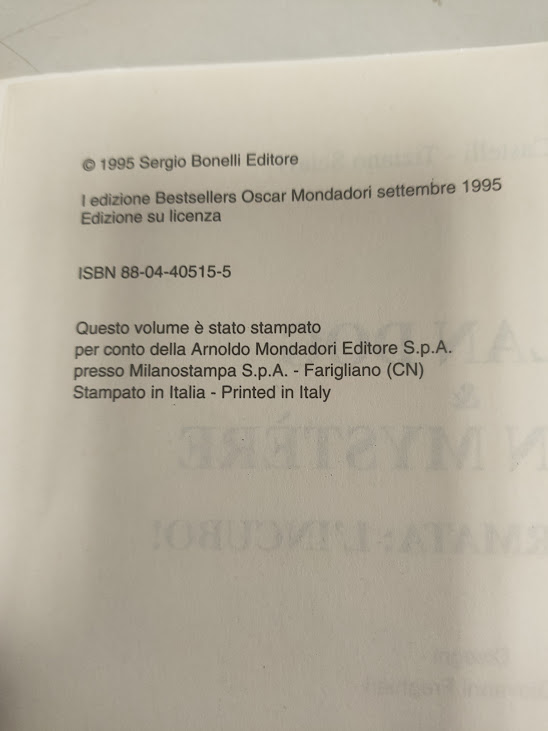 © 1995 Sergio Bonelli Editore
I edizione Bestsellers Oscar Mondadori settembre 1995
Edizione su licenza
ISBN 88-04-40515-5
Questo volume è stato stampato
per conto della Arnoldo Mondadori Editore S.p.A.
presso Milanostampa S.p.A. - Farigliano (CN)
Stampato in Italia - Printed in Italy